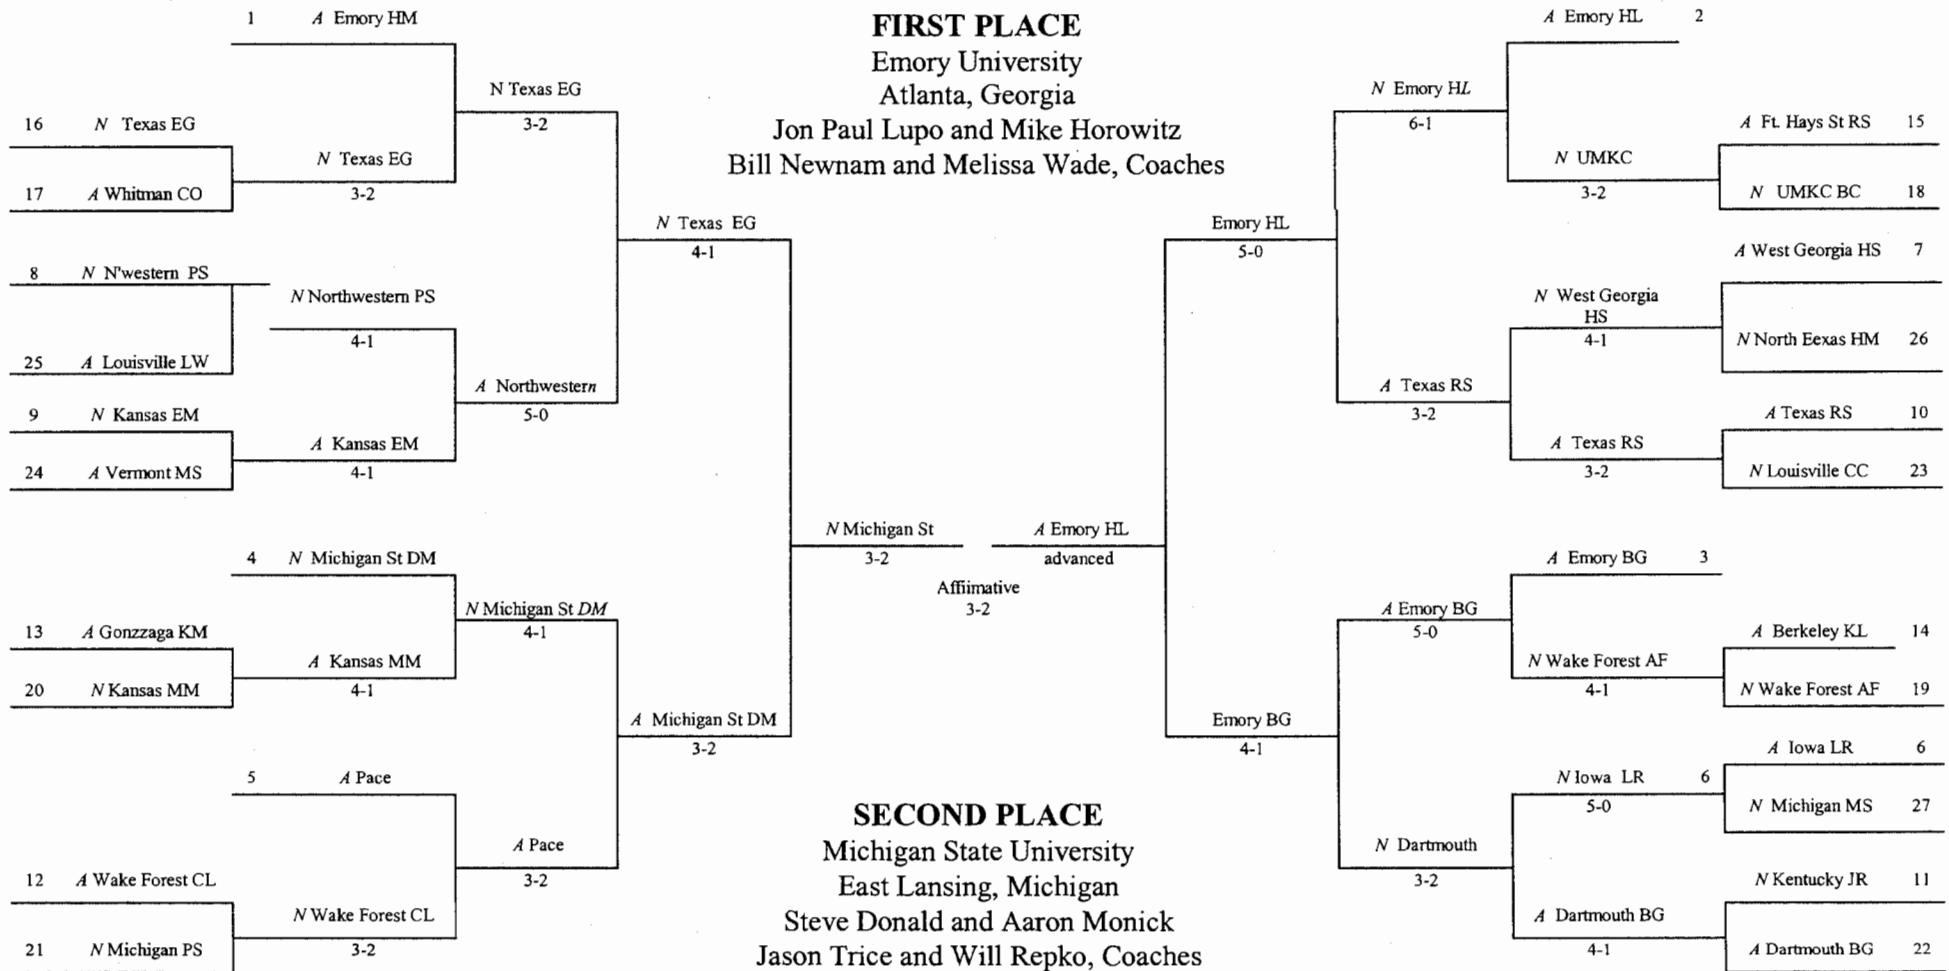 FIRST PLACE
Emory University
Atlanta, Georgia
Jon Paul Lupo and Mike Horowitz
Bill Newnam and Melissa Wade, Coaches
1 A Emory HM
16 N Texas EG
17 A Whitman CO
N Texas EG
3-2
N Texas EG
3-2
8 N N'western PS
25 A Louisville LW
N Northwestern PS
4-1
9 N Kansas EM
24 A Vermont MS
A Kansas EM
4-1
A Northwestern
5-0
N Texas EG
4-1
4 N Michigan St DM
13 A Gonzzaga KM
20 N Kansas MM
A Kansas MM
4-1
N Michigan St DM
4-1
5 A Pace
12 A Wake Forest CL
21 N Michigan PS
N Wake Forest CL
3-2
A Pace
3-2
A Michigan St DM
3-2
N Michigan St
3-2
A Emory HL
advanced
Affiimative
3-2
Emory HL
5-0
N Emory HL
6-1
A Emory HL 2
A Ft. Hays St RS 15
N UMKC BC 18
N UMKC
3-2
A West Georgia HS 7
N North Eexas HM 26
N West Georgia
HS
4-1
A Texas RS
3-2
A Texas RS 10
N Louisville CC 23
A Texas RS
3-2
Emory BG
4-1
A Emory BG
5-0
A Emory BG 3
A Berkeley KL 14
N Wake Forest AF 19
N Wake Forest AF
4-1
A Iowa LR 6
N Michigan MS 27
N Iowa LR 6
5-0
N Dartmouth
3-2
N Kentucky JR 11
A Dartmouth BG 22
A Dartmouth BG
4-1
SECOND PLACE
Michigan State University
East Lansing, Michigan
Steve Donald and Aaron Monick
Jason Trice and Will Repko, Coaches